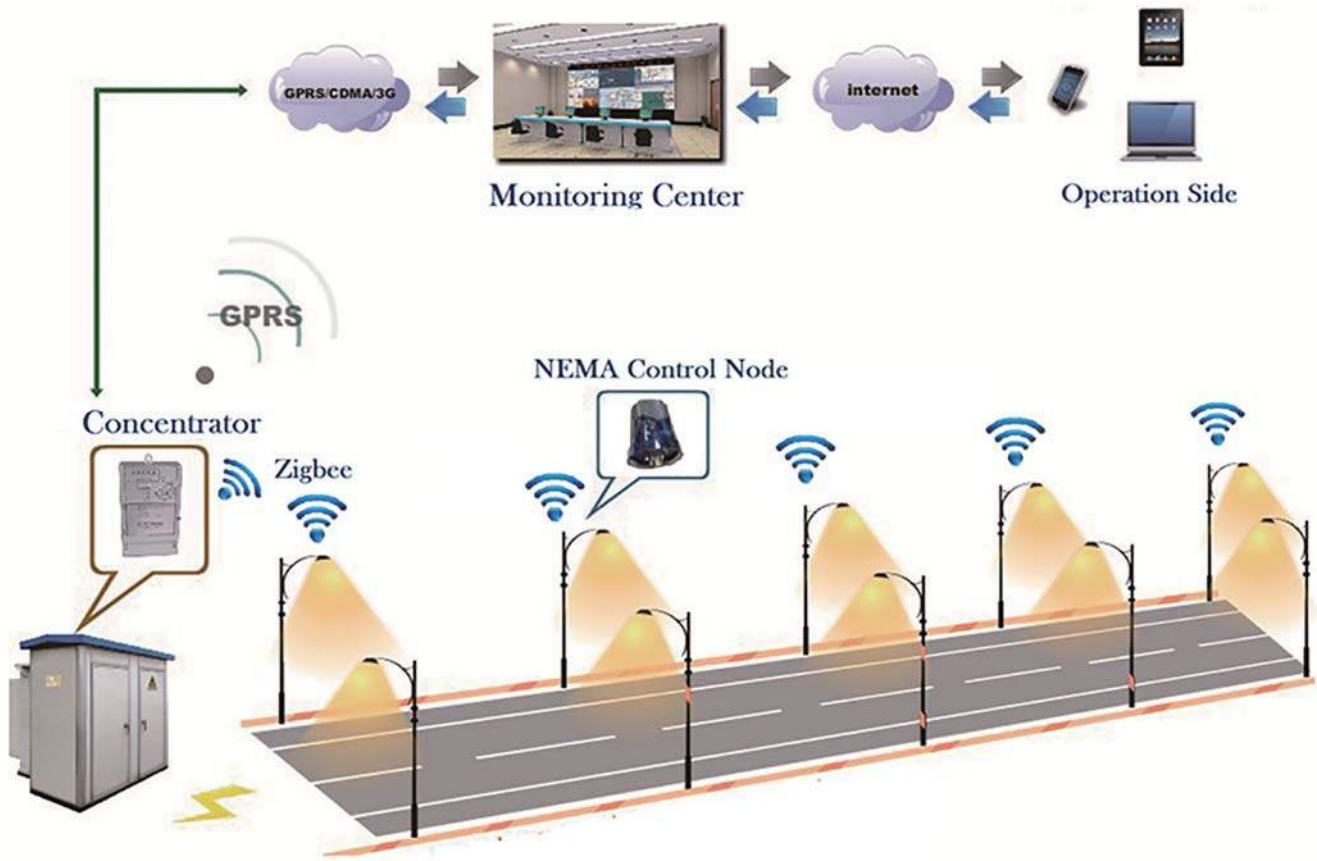 GPRS/CDMA/3G
internet
Monitoring Center
Operation Side
GPRS
NEMA Control Node
Concentrator
Zigbee